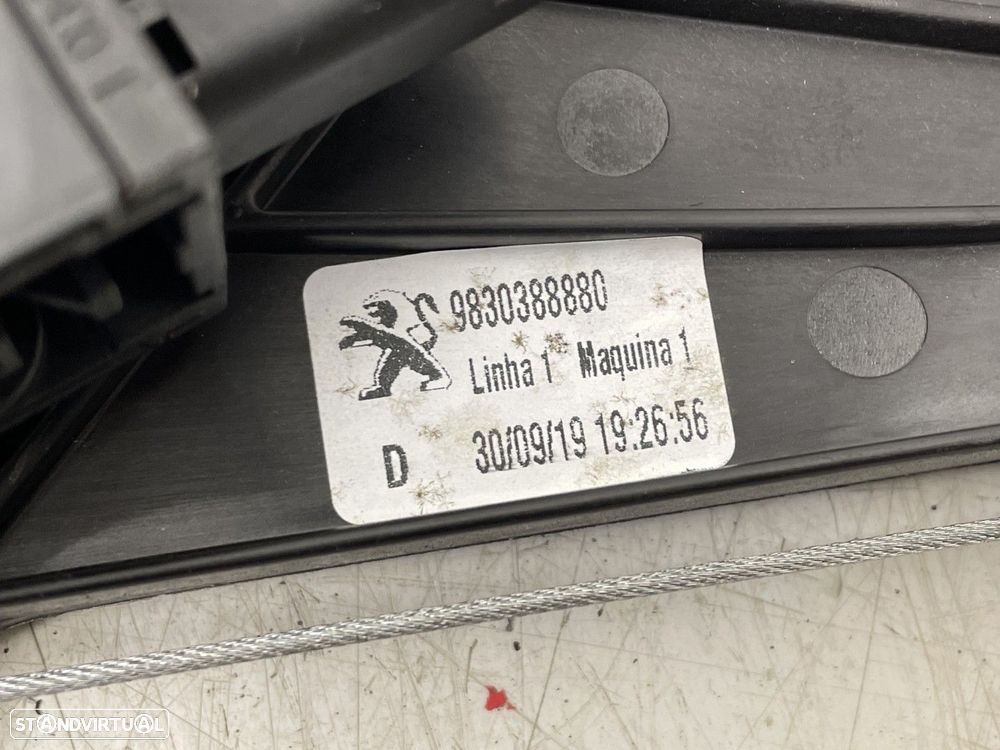 9830388880
Linha 1 Maquina 1
D 30/09/19 19:26:56
STANDVIRTUAL